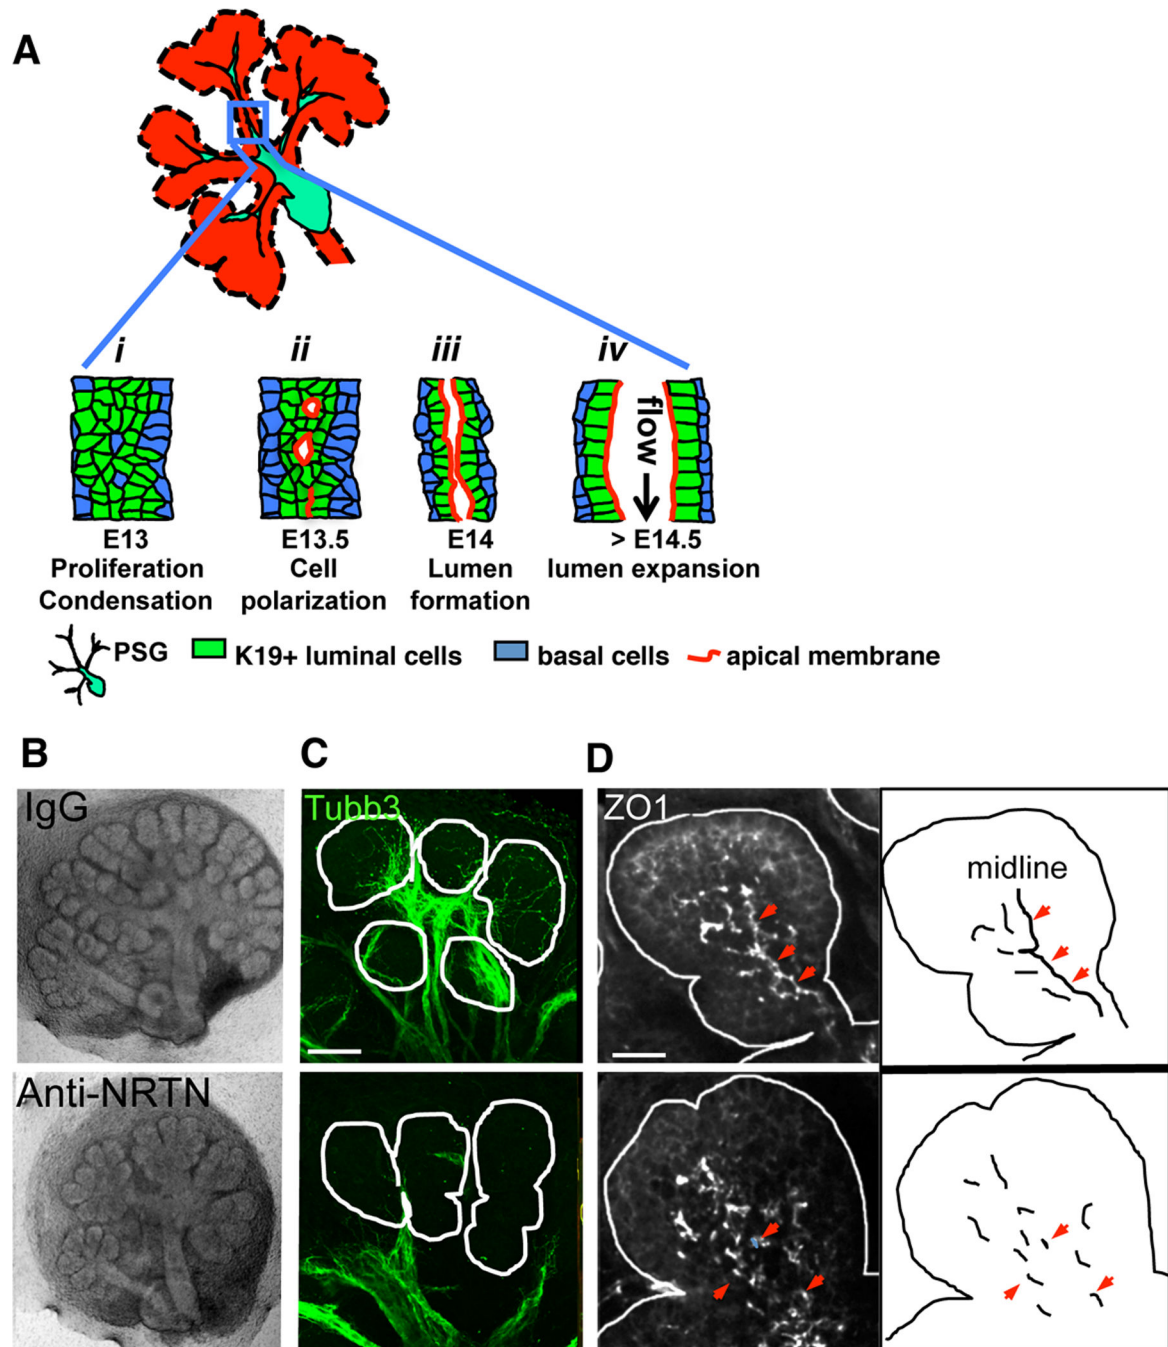 A
i
ii
iii
iv
flow
E13
Proliferation
Condensation
E13.5
Cell
polarization
E14
Lumen
formation
> E14.5
lumen expansion
PSG
K19+ luminal cells
basal cells
apical membrane
B
C
D
IgG
Tubb3
ZO1
midline
Anti-NRTN